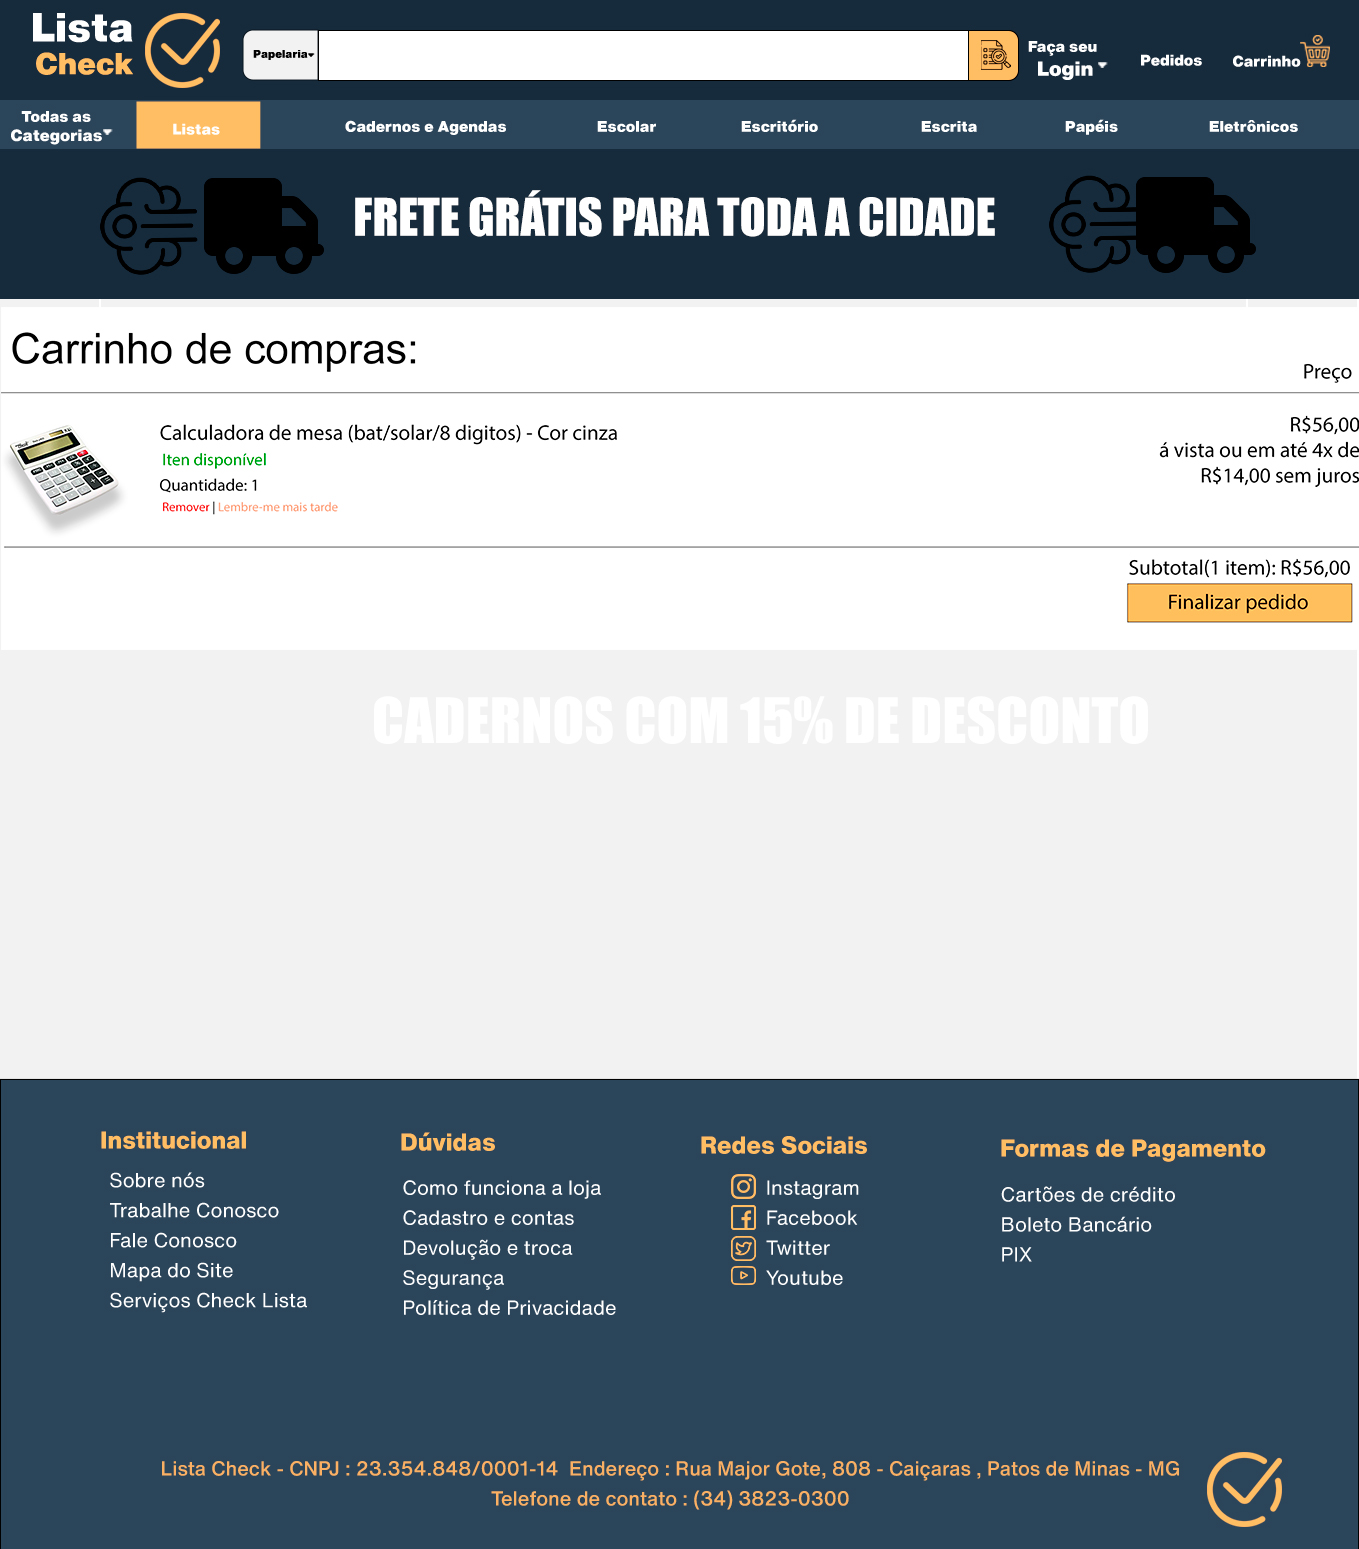 Lista
Check
Papelaria
Faça seu
Login
Pedidos
Carrinho
Todas as
Categorias
Listas
Cadernos e Agendas
Escolar
Escritório
Escrita
Papéis
Eletrônicos
FRETE GRÁTIS PARA TODA A CIDADE
Carrinho de compras:
Preço
Calculadora de mesa (bat/solar/8 digitos) - Cor cinza
Iten disponível
Quantidade: 1
Remover | Lembre-me mais tarde
R$56,00
á vista ou em até 4x de
R$14,00 sem juros
Subtotal(1 item): R$56,00
Finalizar pedido
CADERNOS COM 15% DE DESCONTO
Institucional
Sobre nós
Trabalhe Conosco
Fale Conosco
Mapa do Site
Serviços Check Lista
Dúvidas
Como funciona a loja
Cadastro e contas
Devolução e troca
Segurança
Política de Privacidade
Redes Sociais
Instagram
Facebook
Twitter
Youtube
Formas de Pagamento
Cartões de crédito
Boleto Bancário
PIX
Lista Check - CNPJ : 23.354.848/0001-14  Endereço : Rua Major Gote, 808 - Caiçaras , Patos de Minas - MG
Telefone de contato : (34) 3823-0300